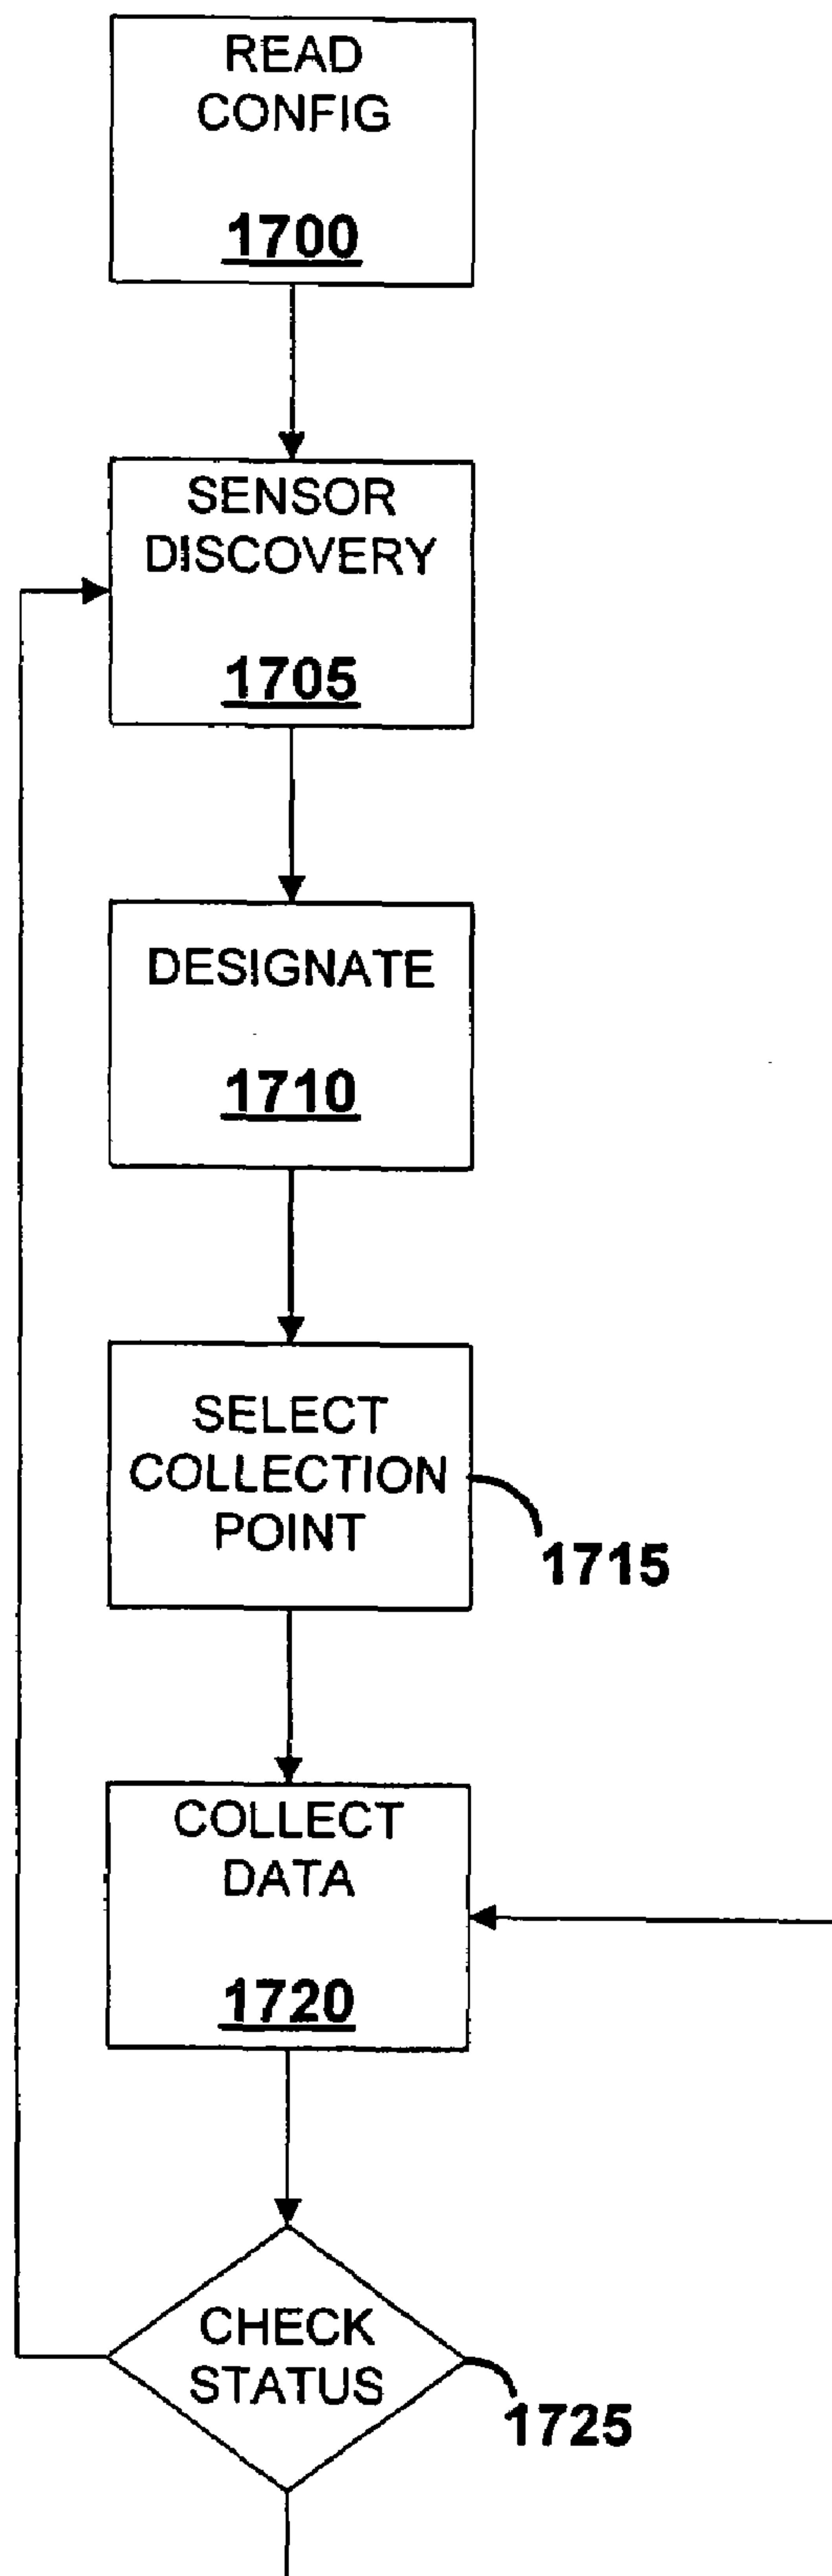 READ
CONFIG
1700
SENSOR
DISCOVERY
1705
DESIGNATE
1710
SELECT
COLLECTION
POINT
1715
COLLECT
DATA
1720
CHECK
STATUS
1725